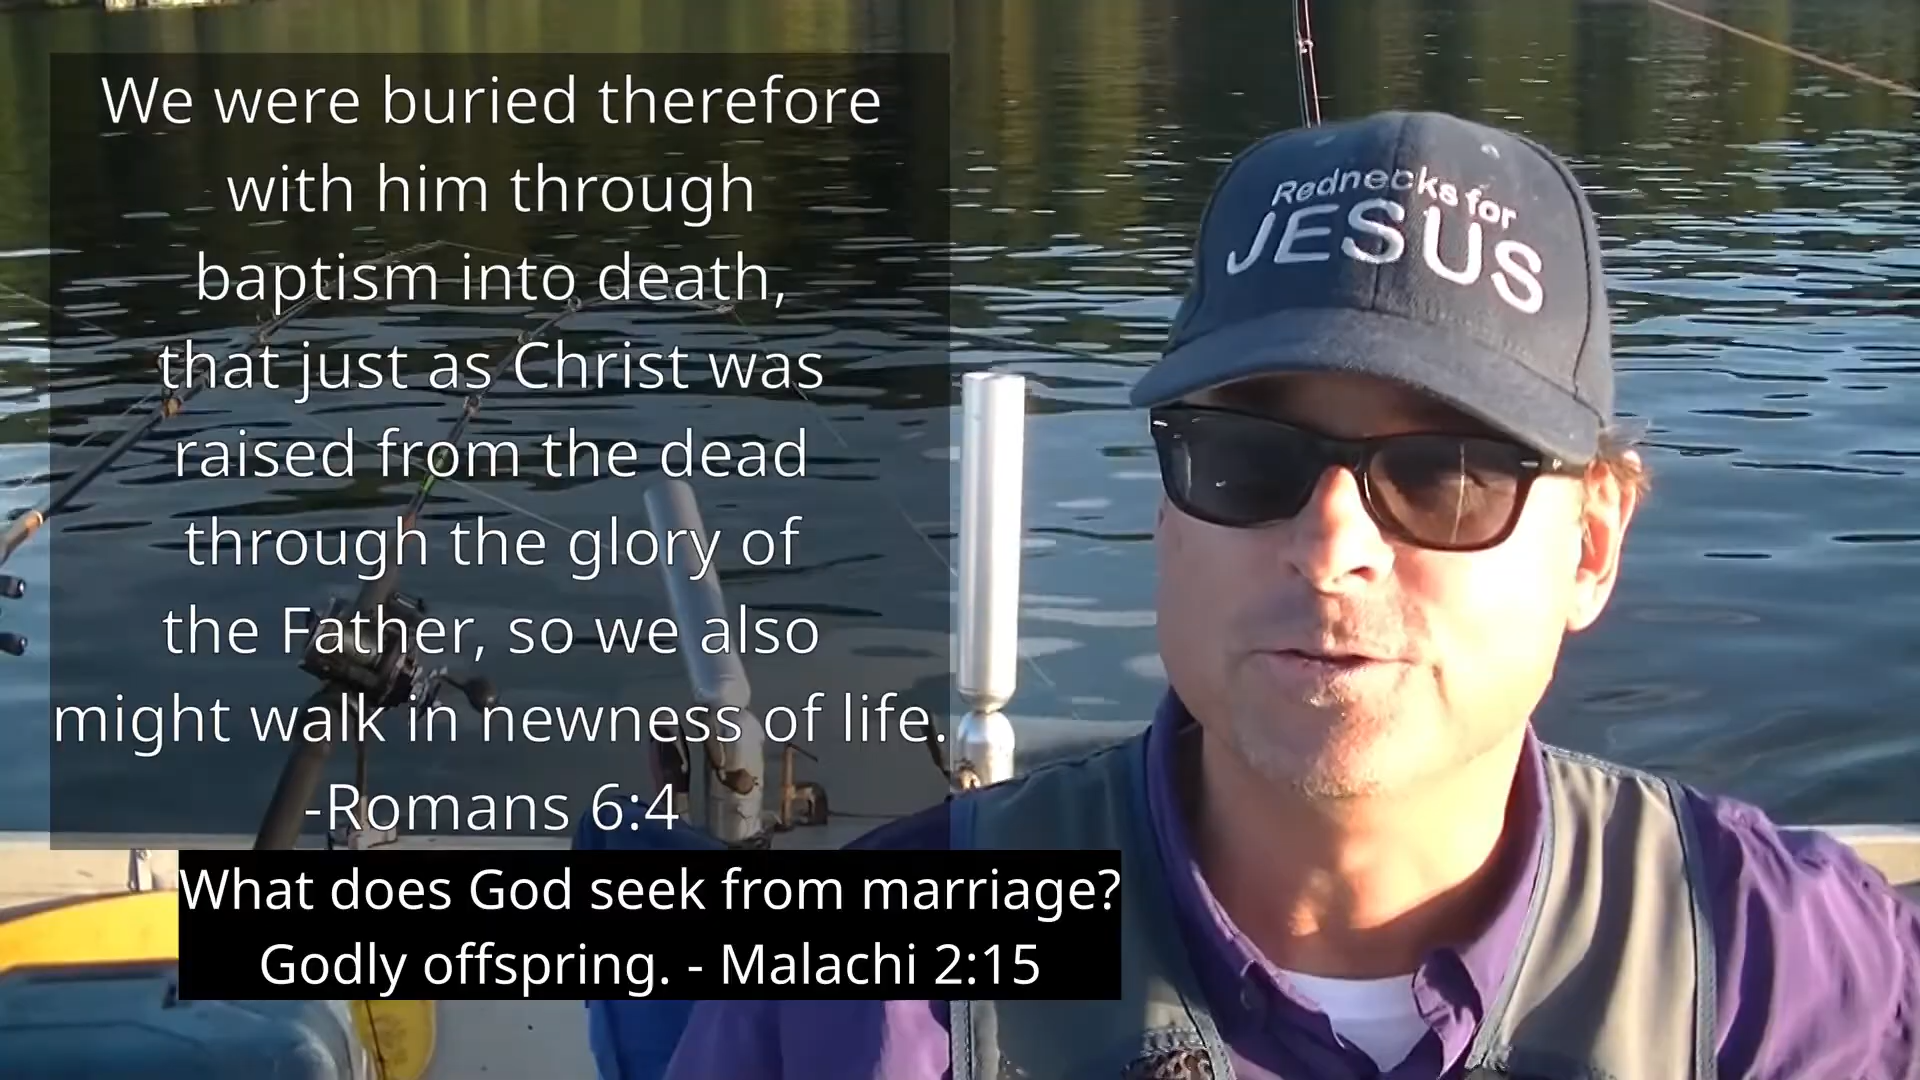 We were buried therefore
with him through
baptism into death,
that just as Christ was
raised from the dead
through the glory of
the Father, so we also
might walk in newness of life.
-Romans 6:4
What does God seek from marriage?
Godly offspring. - Malachi 2:15
Rednecks for
JESUS